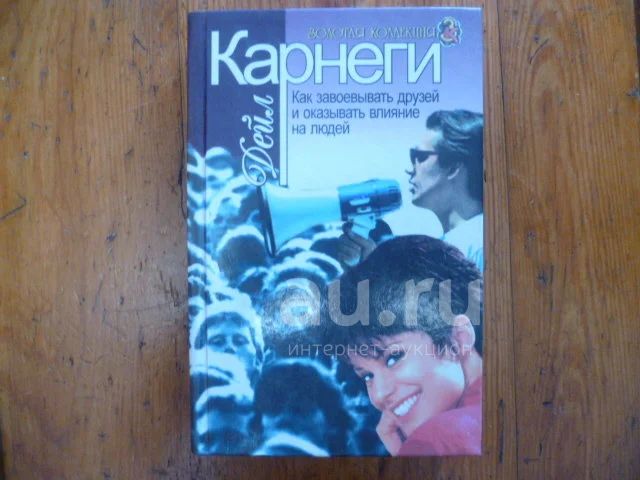 ЗОЛОТАЯ КОЛЛЕКЦИЯ
Карнеги
Дейл
Как завоевывать друзей
и оказывать влияние
на людей
au.ru
интернет-аукцион